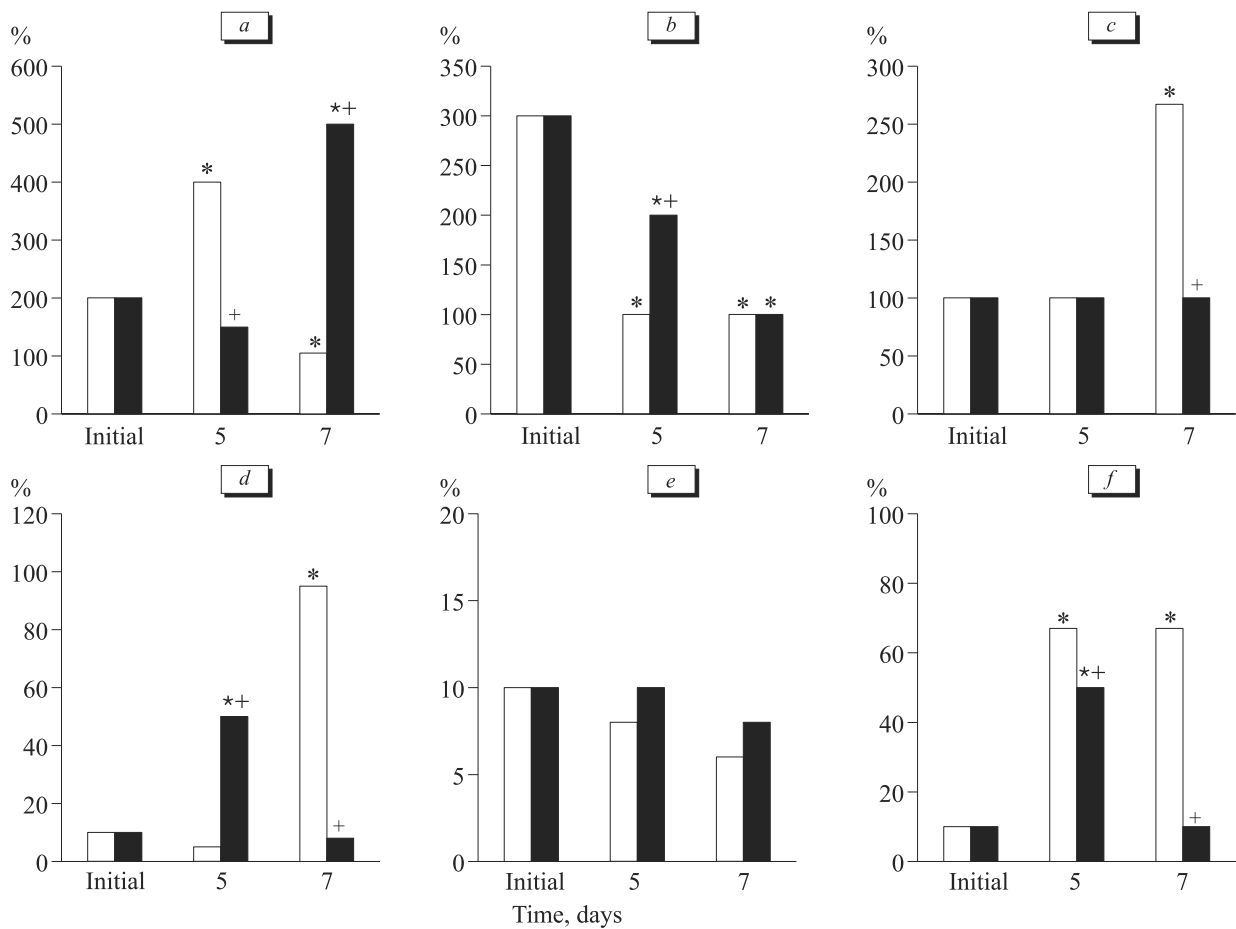 a
%
600
500
400
300
200
100
0
* + * *+
Initial 5 7
b
%
350
300
250
200
150
100
50
0
* *+ * *
Initial 5 7
c
%
300
250
200
150
100
50
0
* +
Initial 5 7
d
%
120
100
80
60
40
20
0
*+ * +
Initial 5 7
e
%
20
15
10
5
0
Initial 5 7
Time, days
f
%
100
80
60
40
20
0
* *+ * +
Initial 5 7